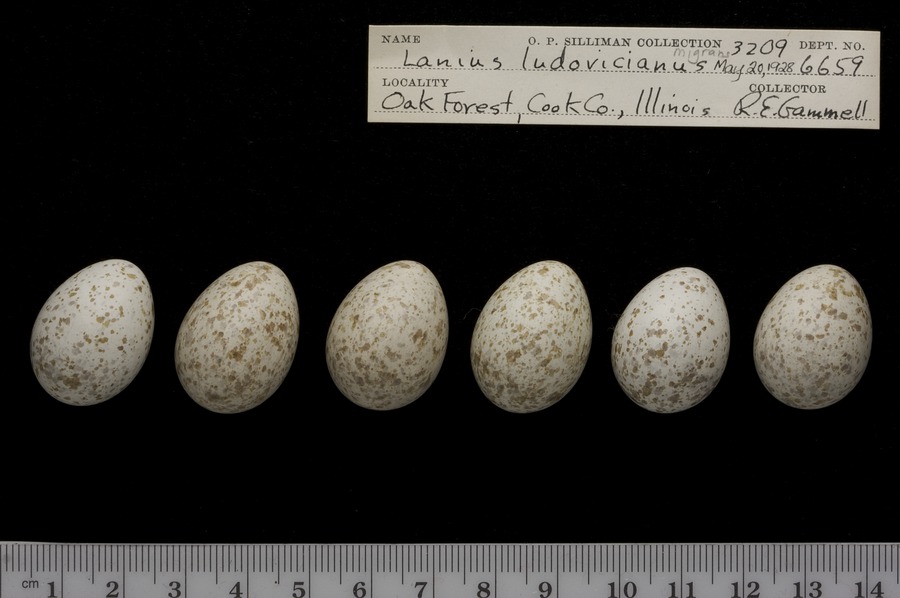 NAME O. P. SILLIMAN COLLECTION 3209 DEPT. NO.
migrans
Lanius ludovicianus May 20, 1928 6659
LOCALITY COLLECTOR
Oak Forest, Cook Co., Illinois R.E. Gammell
cm 1 2 3 4 5 6 7 8 9 10 11 12 13 14